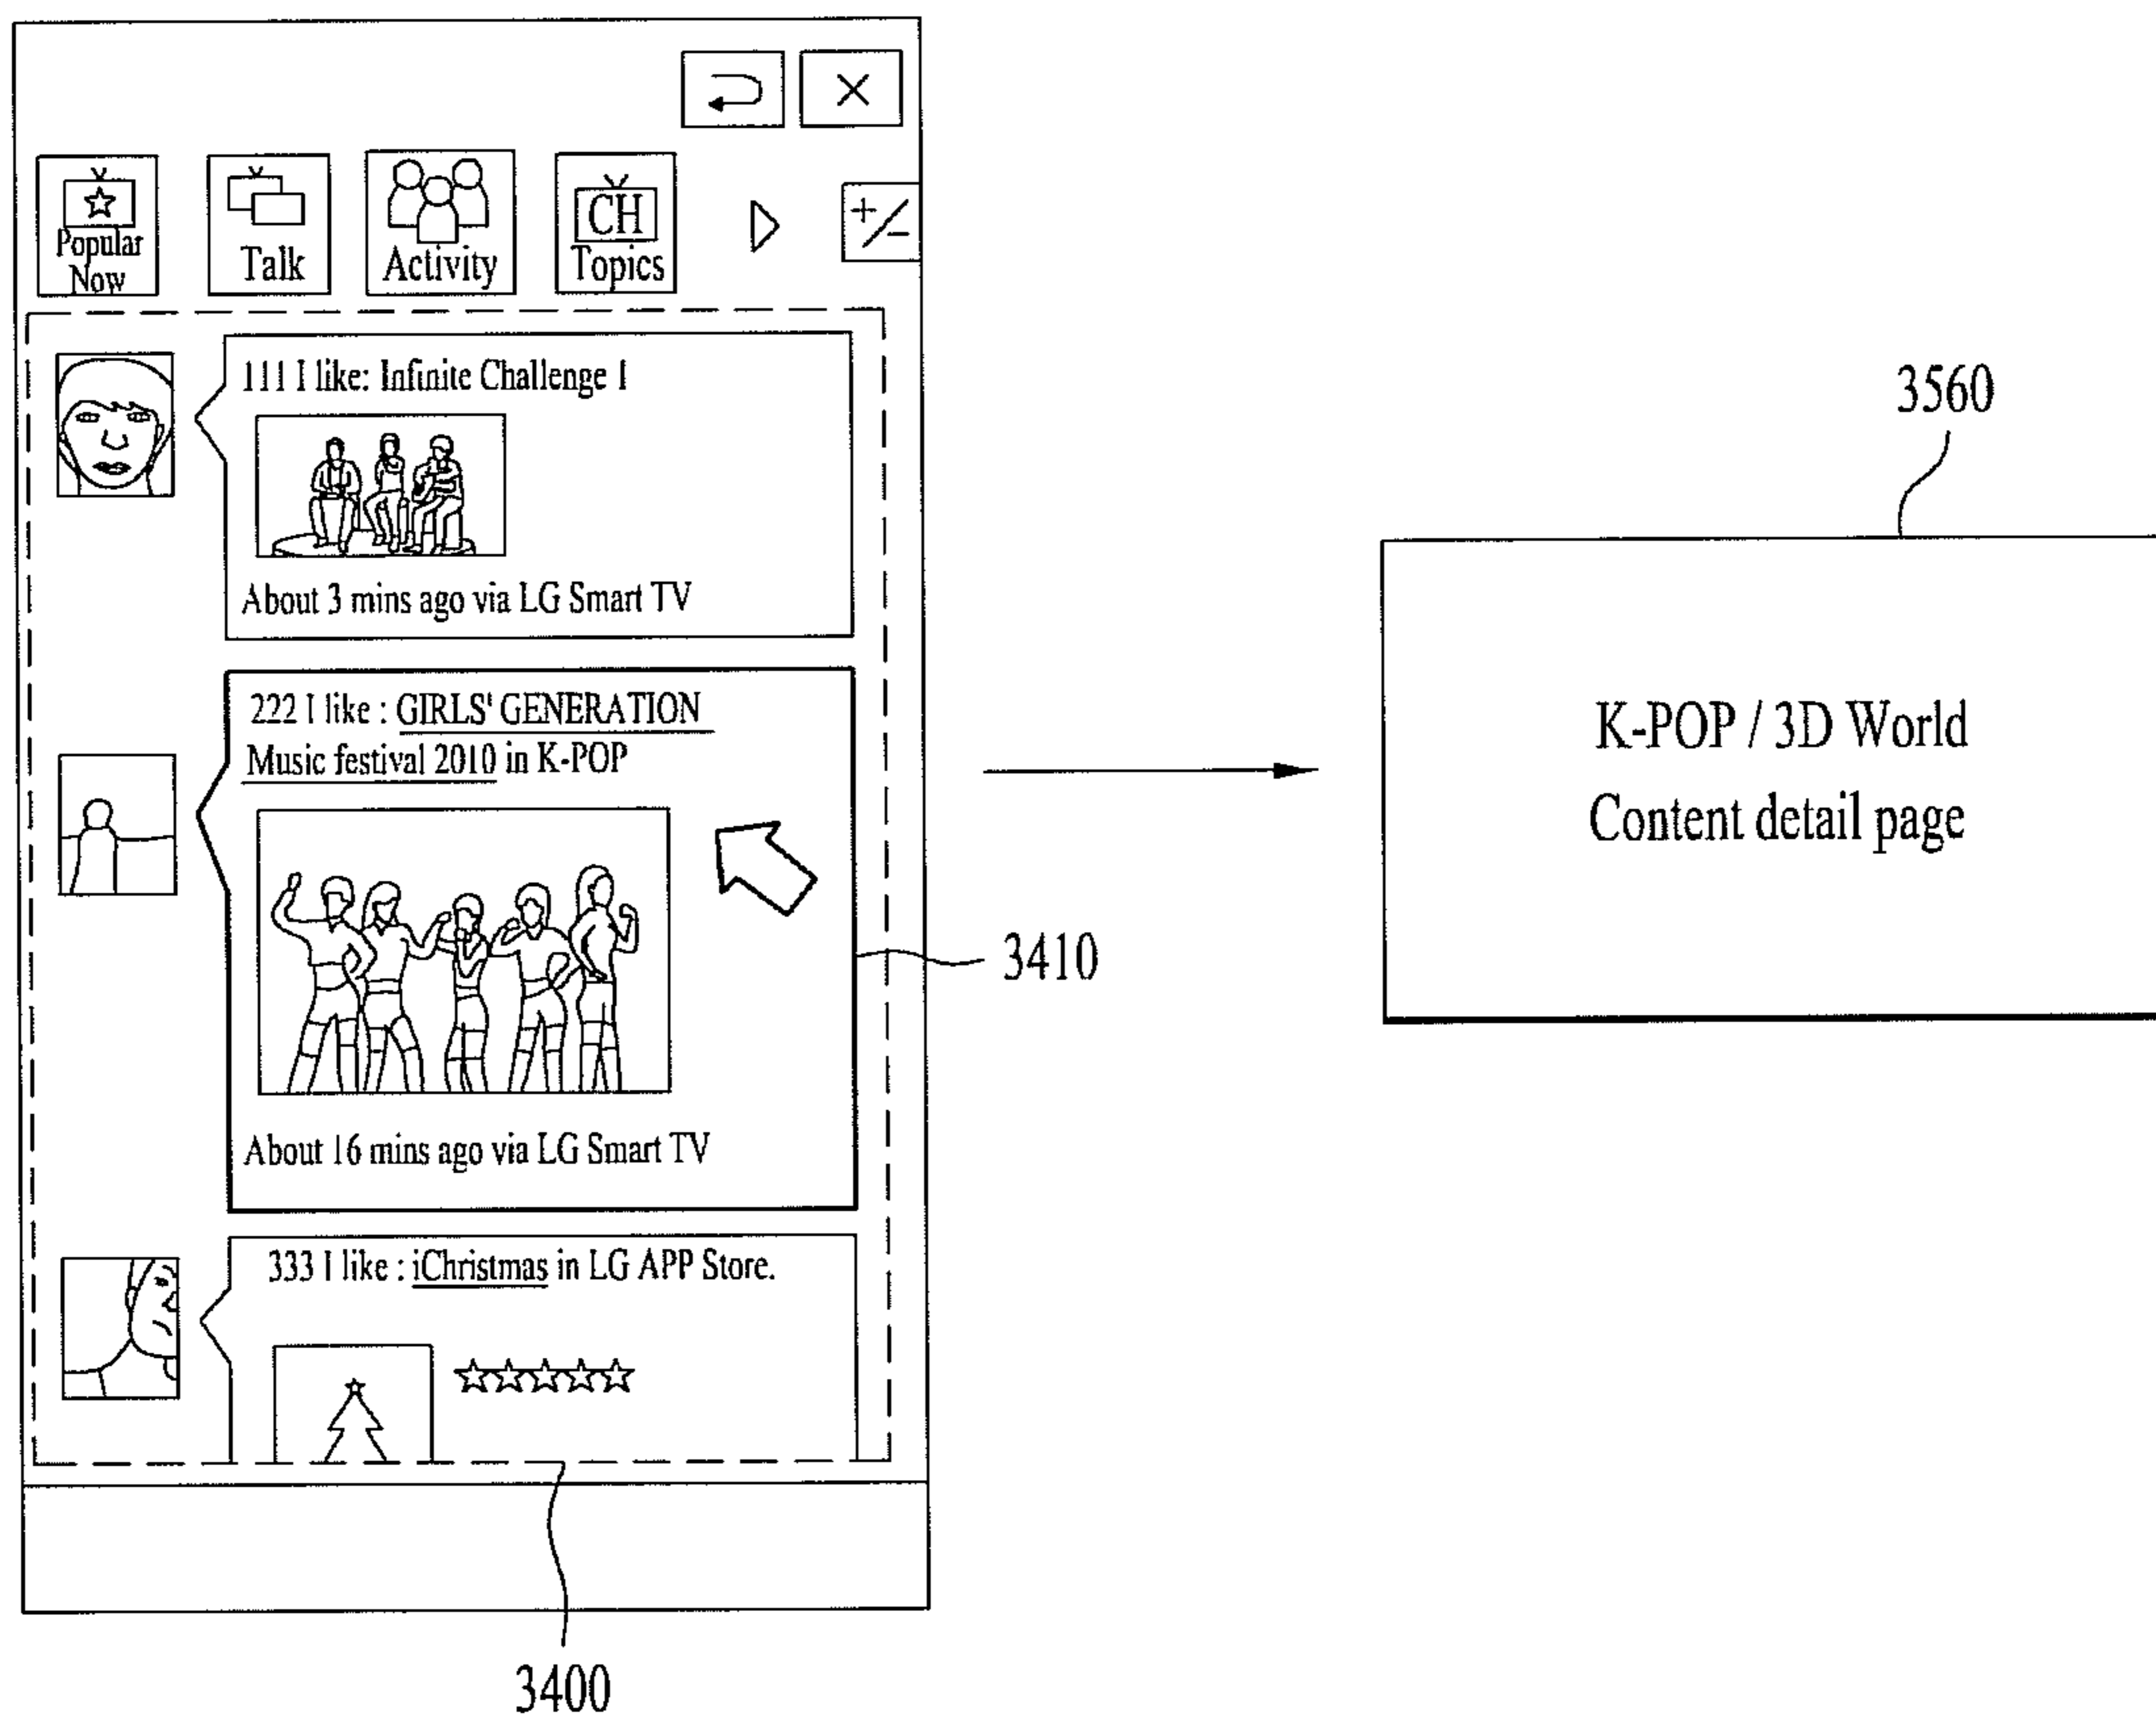 Popular
Now
Talk
Activity
CH
Topics
+/-
111 I like: Infinite Challenge 1
About 3 mins ago via LG Smart TV
222 I like : GIRLS' GENERATION
Music festival 2010 in K-POP
About 16 mins ago via LG Smart TV
333 I like : iChristmas in LG APP Store.
3410
3400
3560
K-POP / 3D World
Content detail page